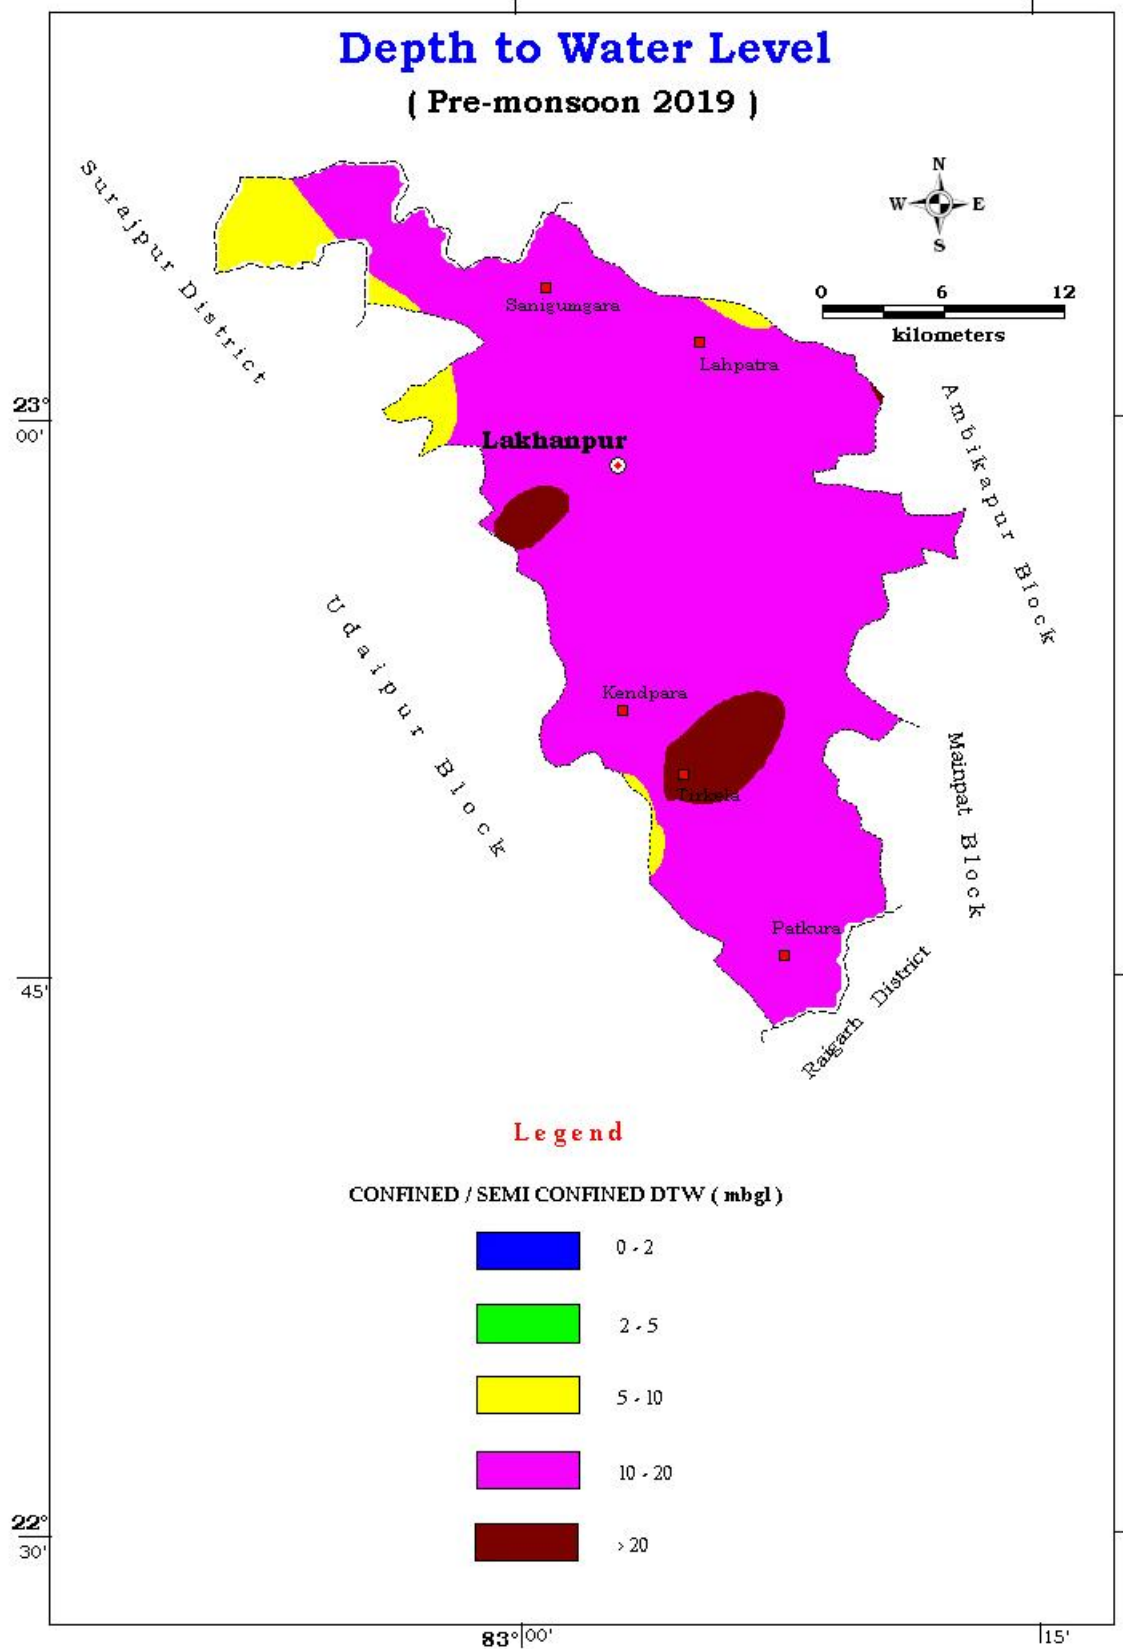 Depth to Water Level
( Pre-monsoon 2019 )
N
W E
S
Surajpur District
0 6 12
kilometers
Sanigumgara
Lahpatra
Ambikapur Block
23°
00'
Lakhanpur
Udaipur Block
Kendpara
Mainpat Block
Patkura
Raigarh District
45'
Legend
CONFINED / SEMI CONFINED DTW ( mbgl )
0 - 2
2 - 5
5 - 10
10 - 20
> 20
22°
30'
83° 00' 15'